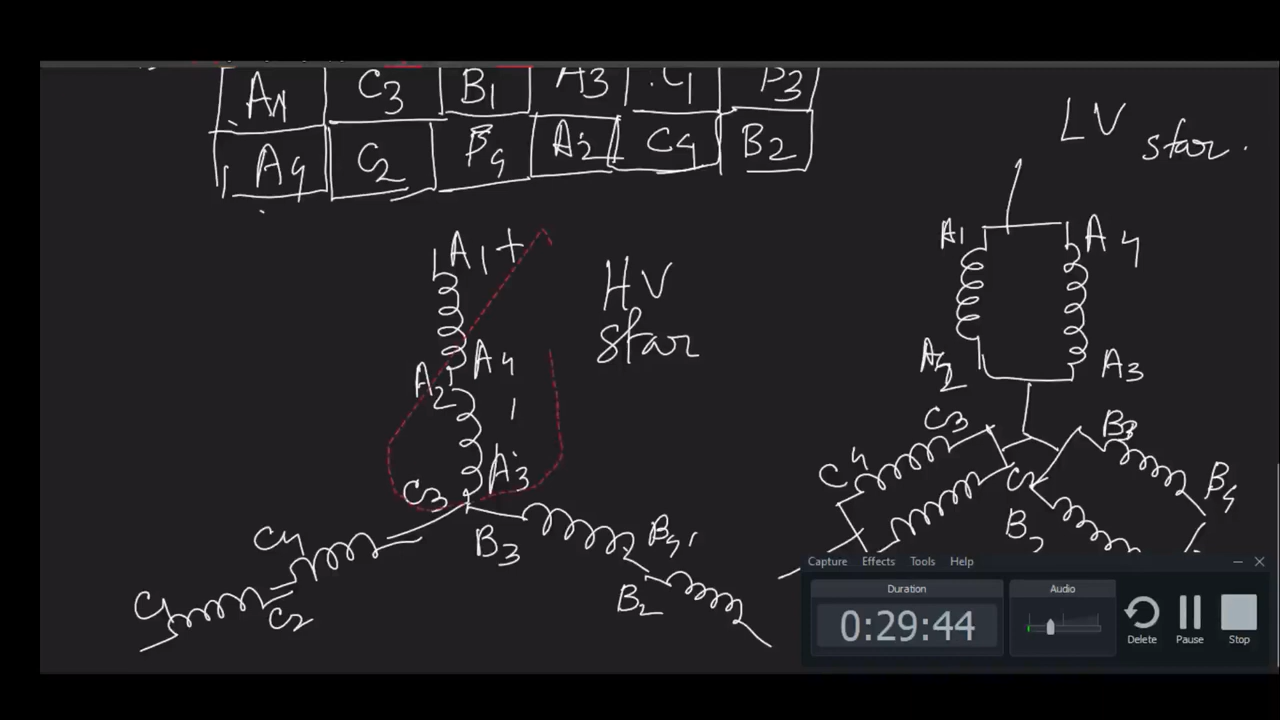 A1 C3 B1 A3 C1 B3
A4 C2 B4 A2 C4 B2
LV star.
A1 +
HV
star
A4
A2
A3
C3
B3
C4
C1
C2
B4
B2
A1
A4
A2
A3
C3
B3
C4
C2
B4
B2
Capture Effects Tools Help
Duration
0:29:44
Audio
Delete
Pause
Stop